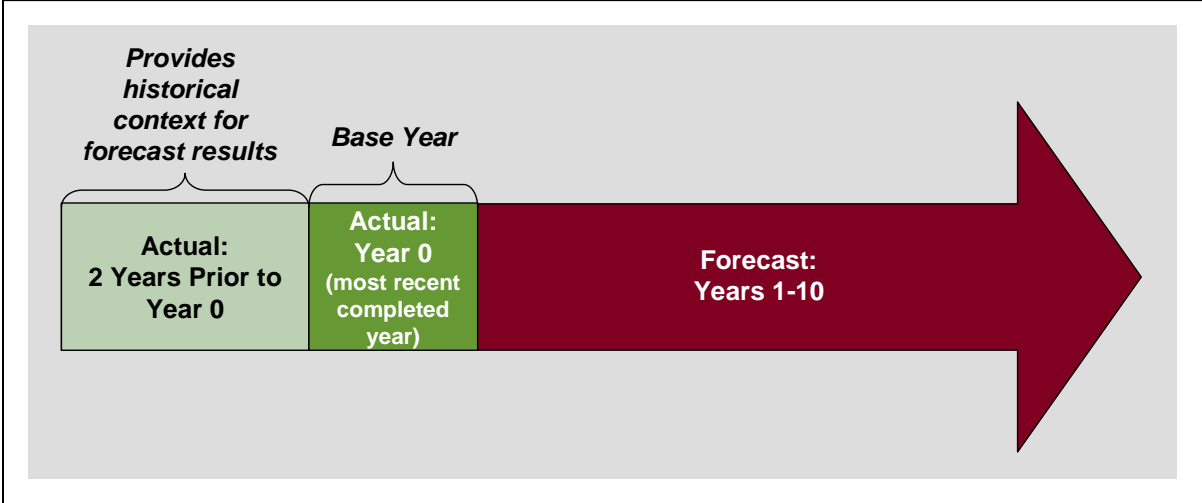 Provides
historical
context for
forecast results
Base Year
Actual:
2 Years Prior to
Year 0
Actual:
Year 0
(most recent
completed
year)
Forecast:
Years 1-10